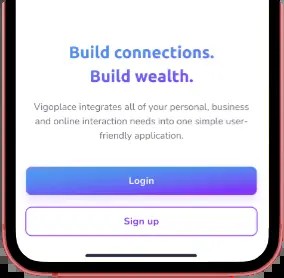 Build connections.
Build wealth.
Vigoplace integrates all of your personal, business
and online interaction needs into one simple user-
friendly application.
Login
Sign up